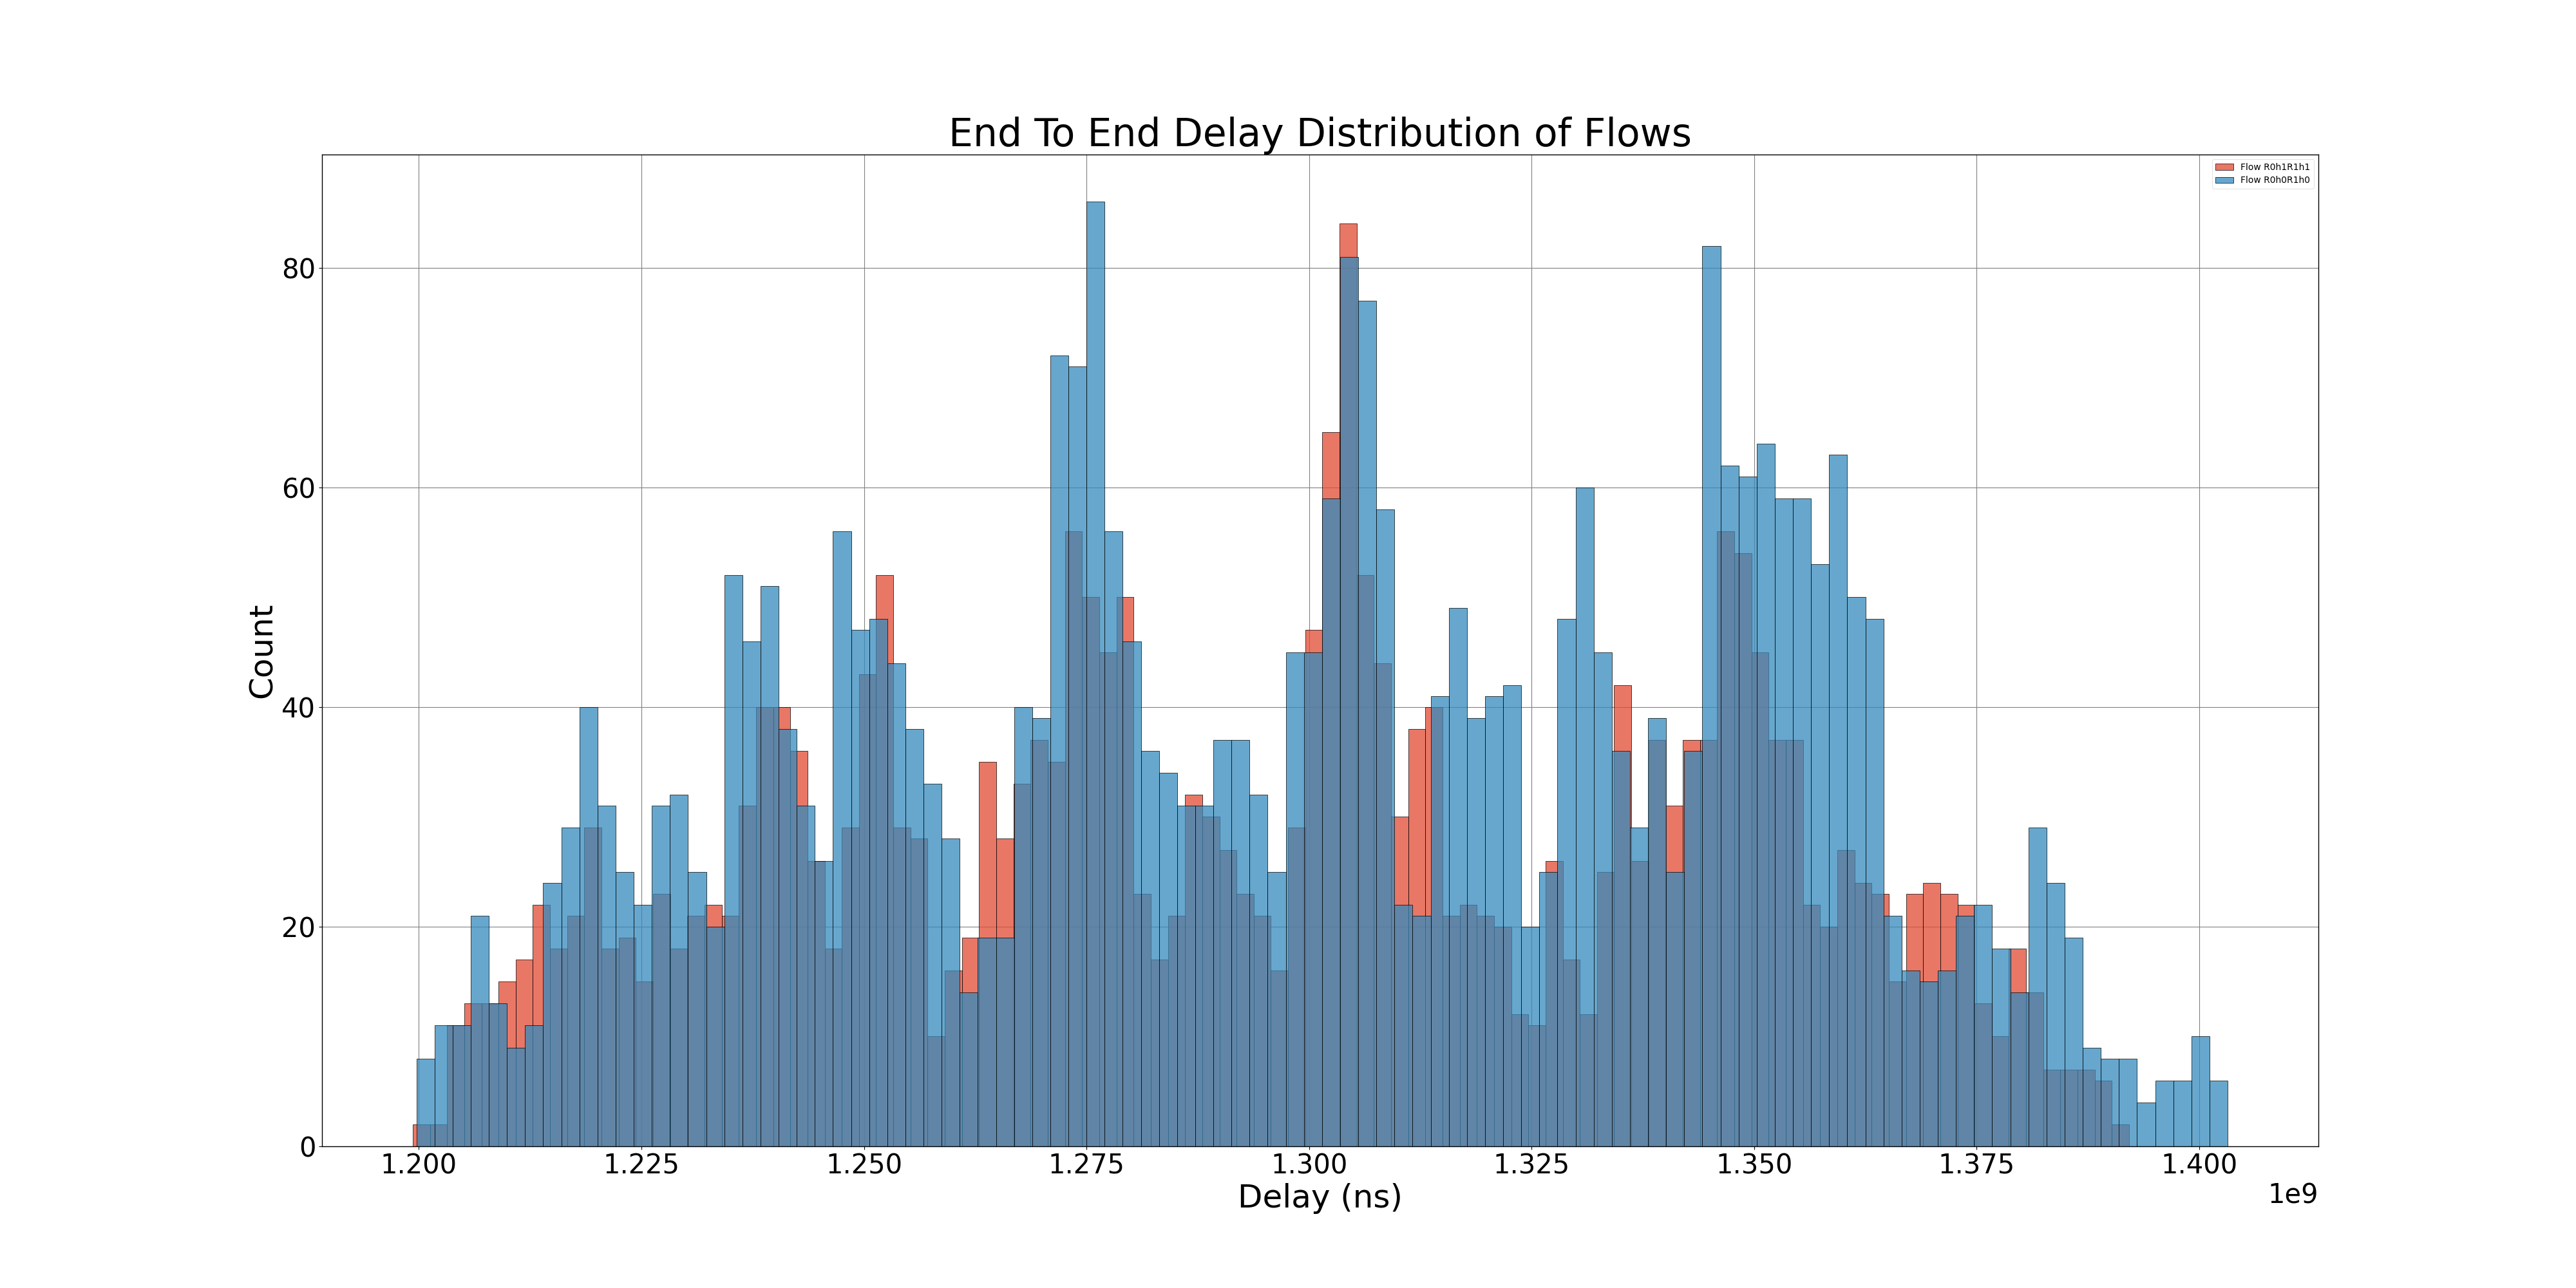 End To End Delay Distribution of Flows
Flow R0h1R1h1
Flow R0h0R1h0
80
60
40
20
0
Count
1.200 1.225 1.250 1.275 1.300 1.325 1.350 1.375 1.400
1e9
Delay (ns)